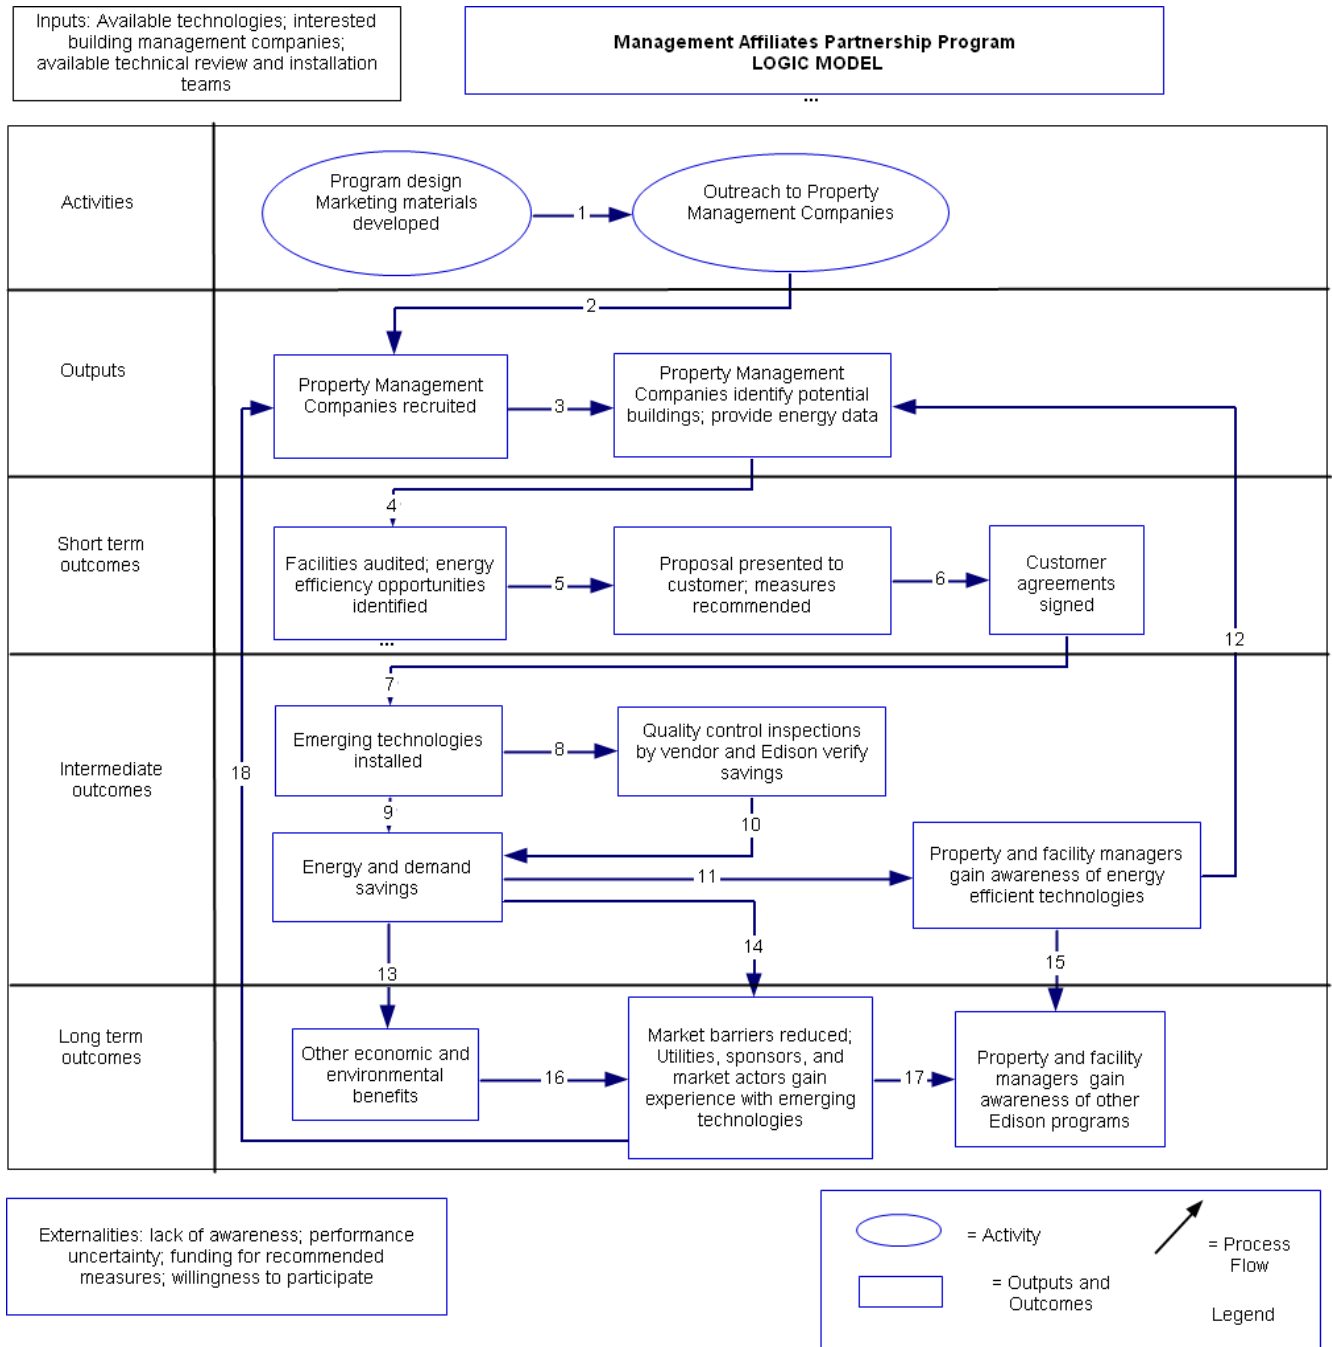 Inputs: Available technologies; interested
building management companies;
available technical review and installation
teams
Management Affiliates Partnership Program
LOGIC MODEL
...
Activities
Program design
Marketing materials
developed
1
Outreach to Property
Management Companies
2
Outputs
Property Management
Companies recruited
3
Property Management
Companies identify potential
buildings; provide energy data
4
Short term
outcomes
Facilities audited; energy
efficiency opportunities
identified
...
5
Proposal presented to
customer; measures
recommended
6
Customer
agreements
signed
12
7
Intermediate
outcomes
18
Emerging technologies
installed
8
Quality control inspections
by vendor and Edison verify
savings
9
10
Energy and demand
savings
11
Property and facility managers
gain awareness of energy
efficient technologies
13
14
15
Long term
outcomes
Other economic and
environmental
benefits
16
Market barriers reduced;
Utilities, sponsors, and
market actors gain
experience with emerging
technologies
17
Property and facility
managers gain
awareness of other
Edison programs
Externalities: lack of awareness; performance
uncertainty; funding for recommended
measures; willingness to participate
= Activity
= Process
Flow
= Outputs and
Outcomes
Legend